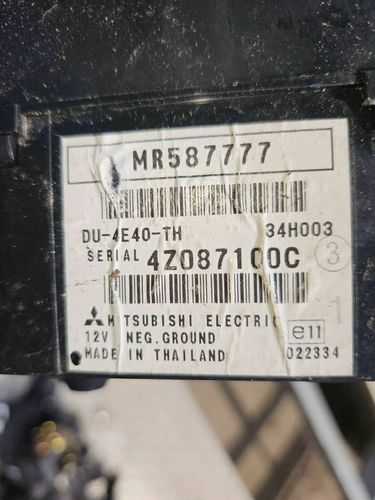 MR587777
DU-4E40-TH 34H003
SERIAL 4Z087100C 3
MITSUBISHI ELECTRIC e11
12V NEG.GROUND
MADE IN THAILAND 022334